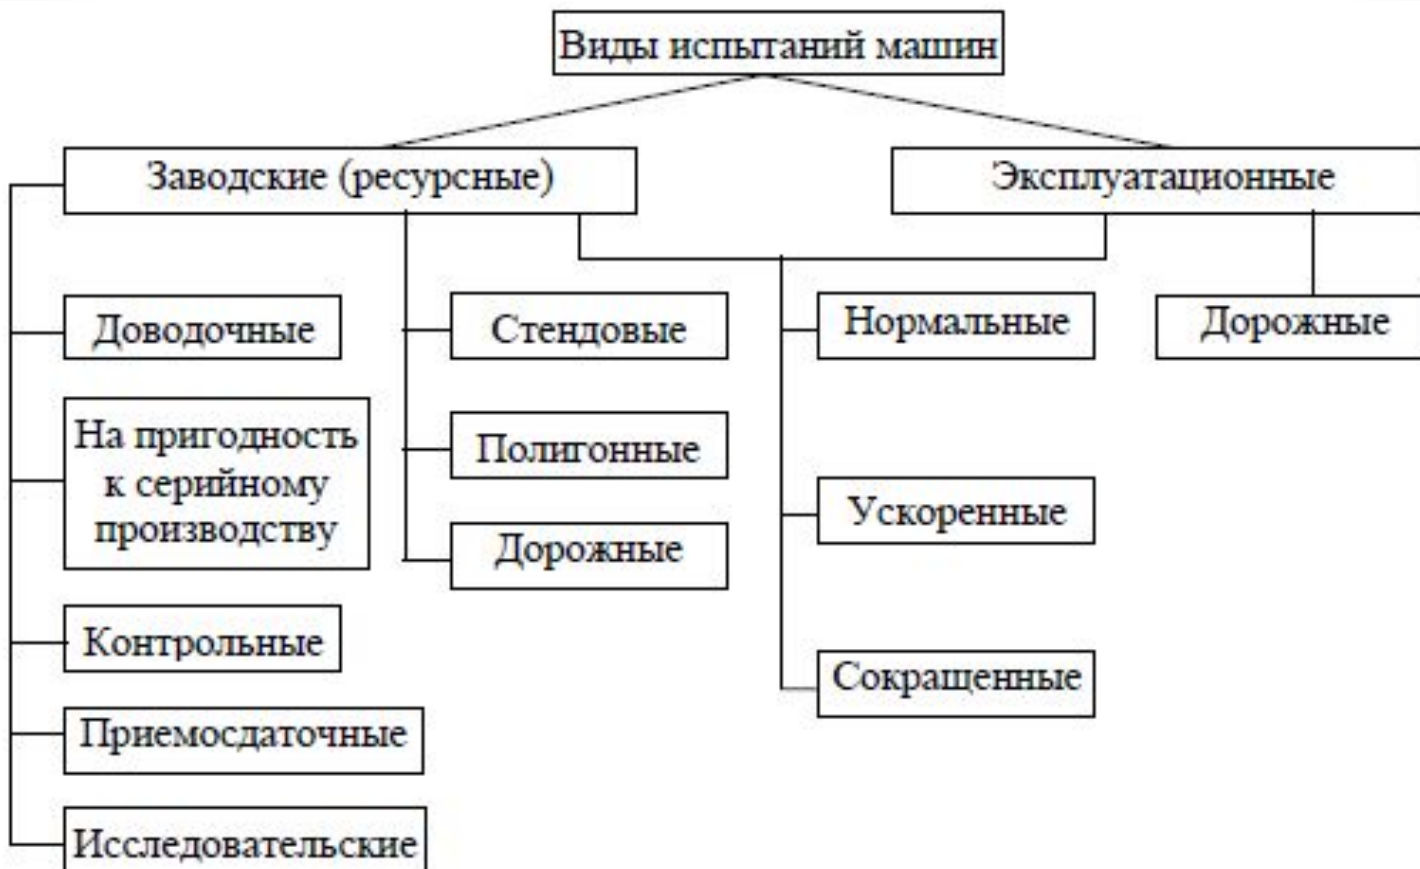 Виды испытаний машин
Заводские (ресурсные)
Эксплуатационные
Доводочные
На пригодность
к серийному
производству
Контрольные
Приемосдаточные
Исследовательские
Стендовые
Полигонные
Дорожные
Нормальные
Ускоренные
Сокращенные
Дорожные